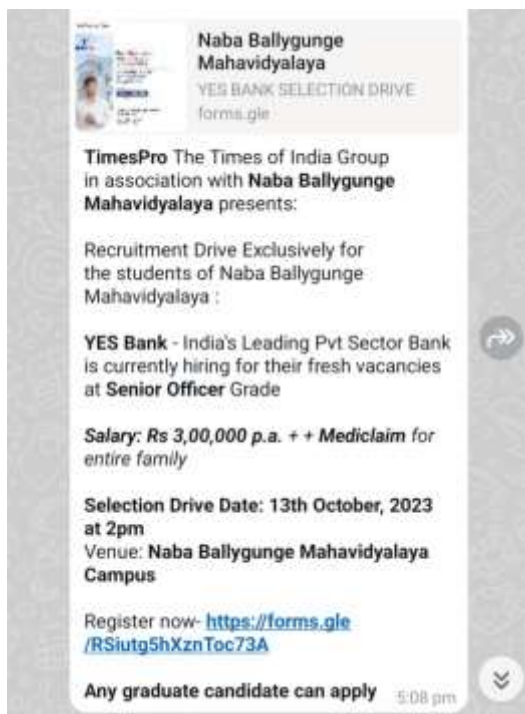 Naba Ballygunge
Mahavidyalaya
YES BANK SELECTION DRIVE
forms.gle
TimesPro The Times of India Group
in association with Naba Ballygunge
Mahavidyalaya presents:
Recruitment Drive Exclusively for
the students of Naba Ballygunge
Mahavidyalaya :
YES Bank - India's Leading Pvt Sector Bank
is currently hiring for their fresh vacancies
at Senior Officer Grade
Salary: Rs 3,00,000 p.a. + + Mediclaim for
entire family
Selection Drive Date: 13th October, 2023
at 2pm
Venue: Naba Ballygunge Mahavidyalaya
Campus
Register now- https://forms.gle
/RSiutg5hXznToc73A
Any graduate candidate can apply
5:08 pm